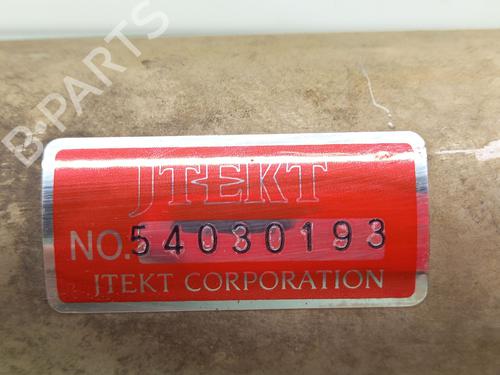 B-PARTS
JTEKT
NO. 54030193
JTEKT CORPORATION